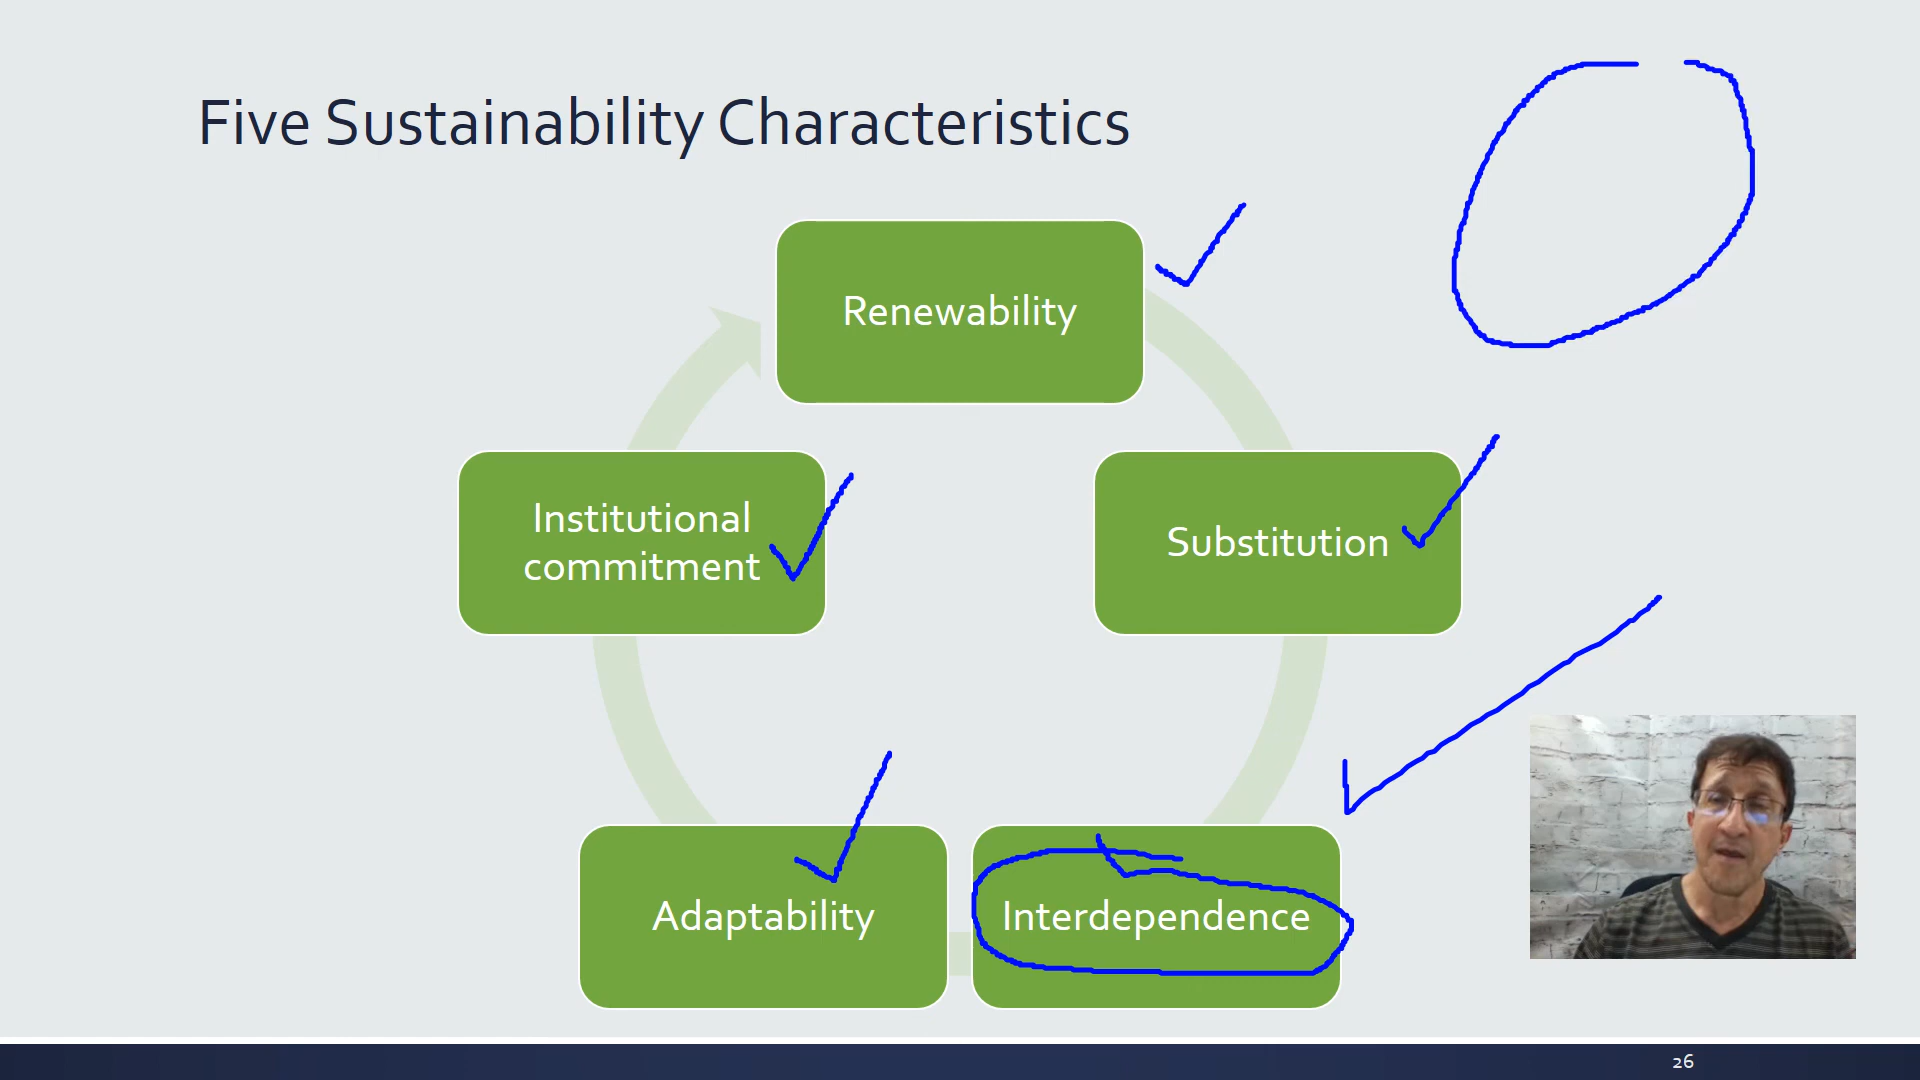 Five Sustainability Characteristics
Renewability
Substitution
Interdependence
Adaptability
Institutional
commitment
26